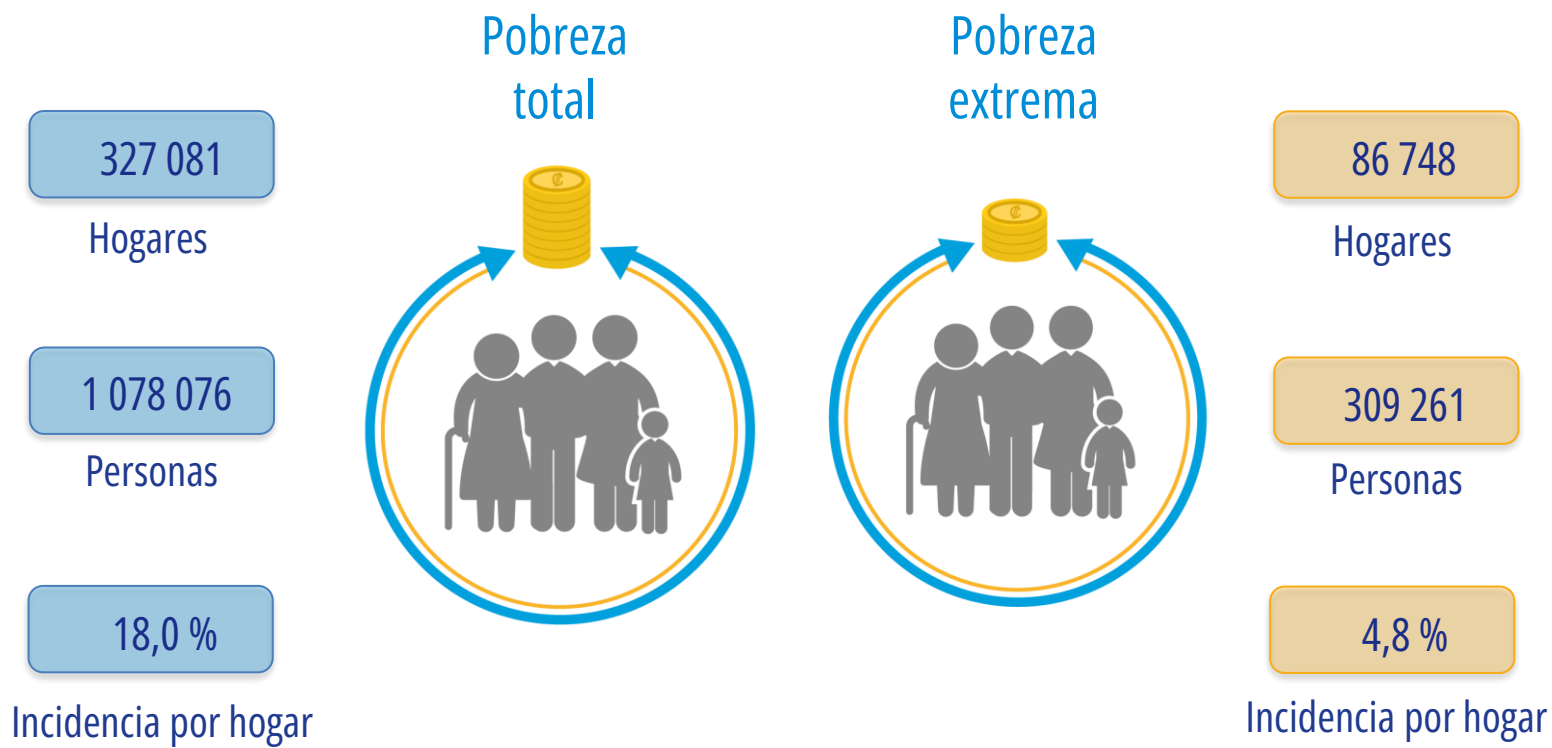 Pobreza
total
327 081
Hogares
1 078 076
Personas
18,0 %
Incidencia por hogar
₡
Pobreza
extrema
86 748
Hogares
309 261
Personas
4,8 %
Incidencia por hogar
₡